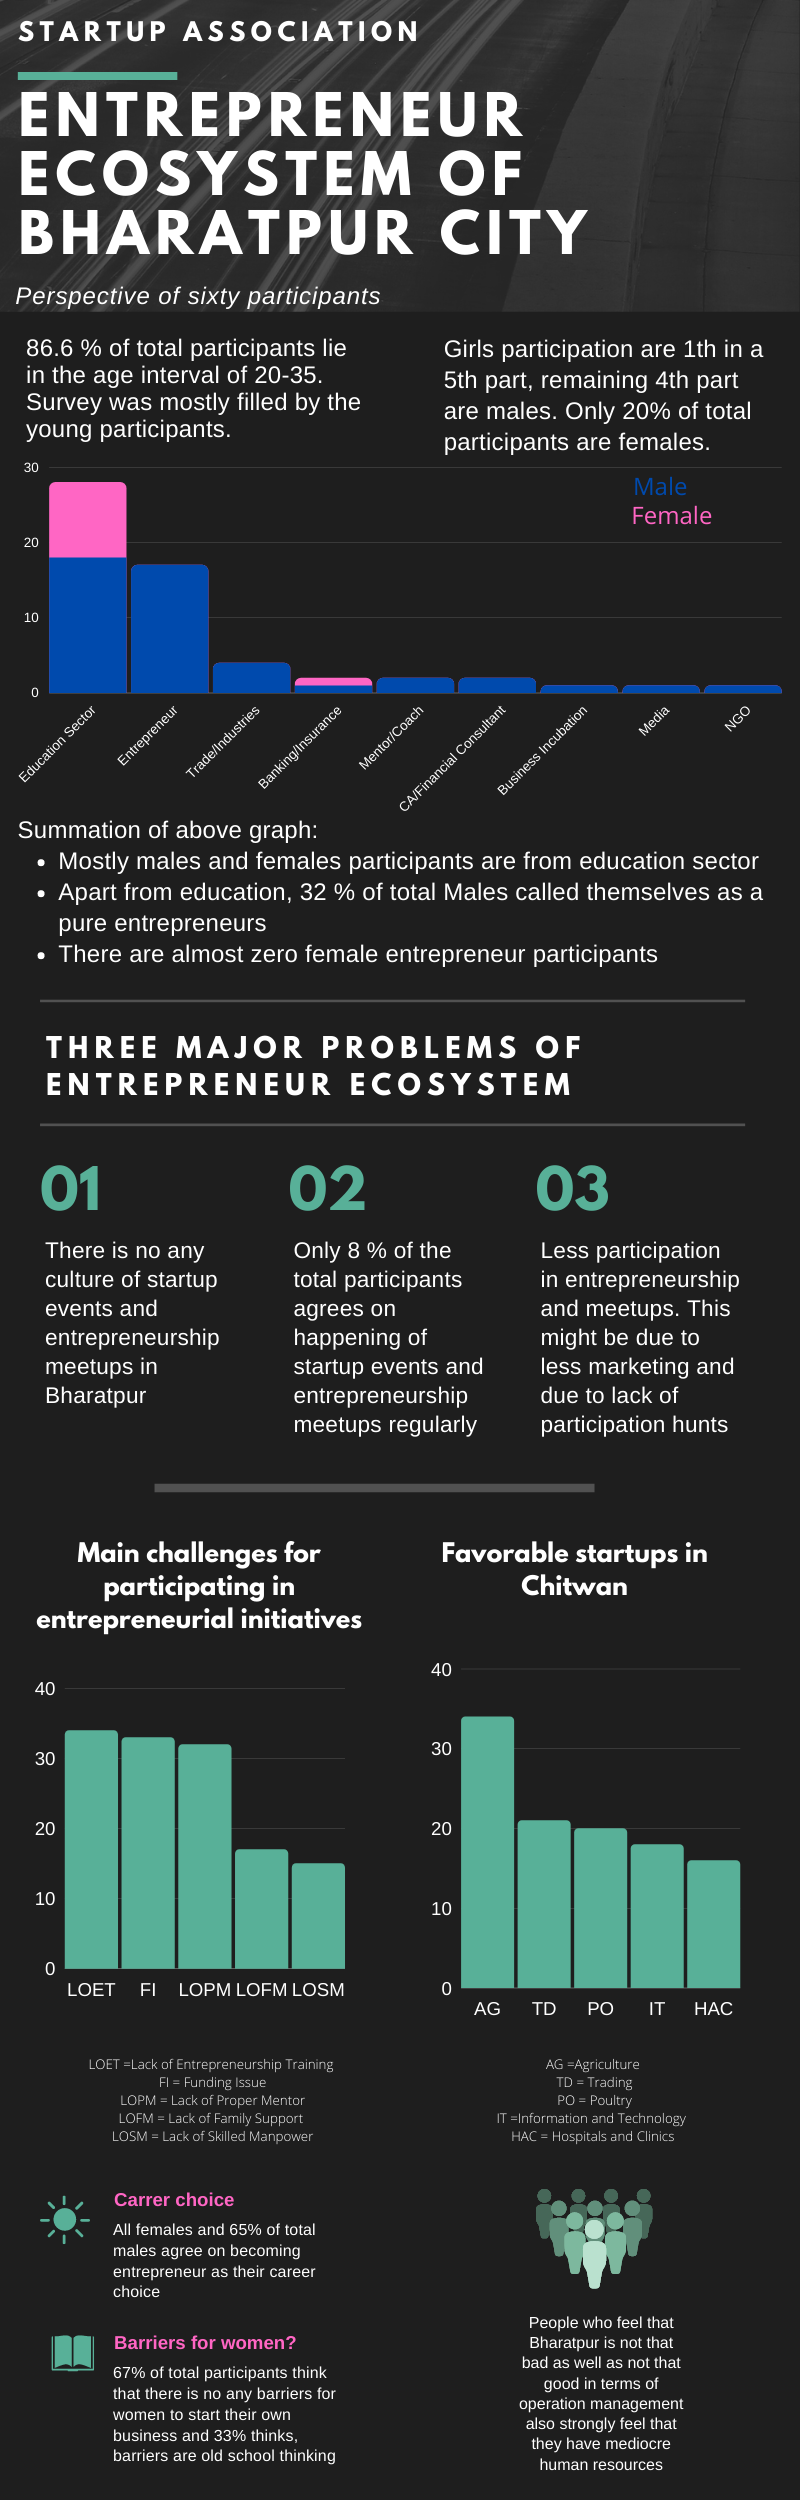 STARTUP ASSOCIATION
ENTREPRENEUR
ECOSYSTEM OF
BHARATPUR CITY
Perspective of sixty participants
86.6 % of total participants lie
in the age interval of 20-35.
Survey was mostly filled by the
young participants.
Girls participation are 1th in a
5th part, remaining 4th part
are males. Only 20% of total
participants are females.
30
20
10
0
Male
Female
Education Sector
Entrepreneur
Trade/Industries
Banking/Insurance
Mentor/Coach
CA/Financial Consultant
Business Incubation
Media
NGO
Summation of above graph:
• Mostly males and females participants are from education sector
• Apart from education, 32 % of total Males called themselves as a
pure entrepreneurs
• There are almost zero female entrepreneur participants
THREE MAJOR PROBLEMS OF
ENTREPRENEUR ECOSYSTEM
01
There is no any
culture of startup
events and
entrepreneurship
meetups in
Bharatpur
02
Only 8 % of the
total participants
agrees on
happening of
startup events and
entrepreneurship
meetups regularly
03
Less participation
in entrepreneurship
and meetups. This
might be due to
less marketing and
due to lack of
participation hunts
Main challenges for
participating in
entrepreneurial initiatives
40
30
20
10
0
LOET FI LOPM LOFM LOSM
LOET =Lack of Entrepreneurship Training
FI = Funding Issue
LOPM = Lack of Proper Mentor
LOFM = Lack of Family Support
LOSM = Lack of Skilled Manpower
Favorable startups in
Chitwan
40
30
20
10
0
AG TD PO IT HAC
AG =Agriculture
TD = Trading
PO = Poultry
IT =Information and Technology
HAC = Hospitals and Clinics
Carrer choice
All females and 65% of total
males agree on becoming
entrepreneur as their career
choice
Barriers for women?
67% of total participants think
that there is no any barriers for
women to start their own
business and 33% thinks,
barriers are old school thinking
People who feel that
Bharatpur is not that
bad as well as not that
good in terms of
operation management
also strongly feel that
they have mediocre
human resources